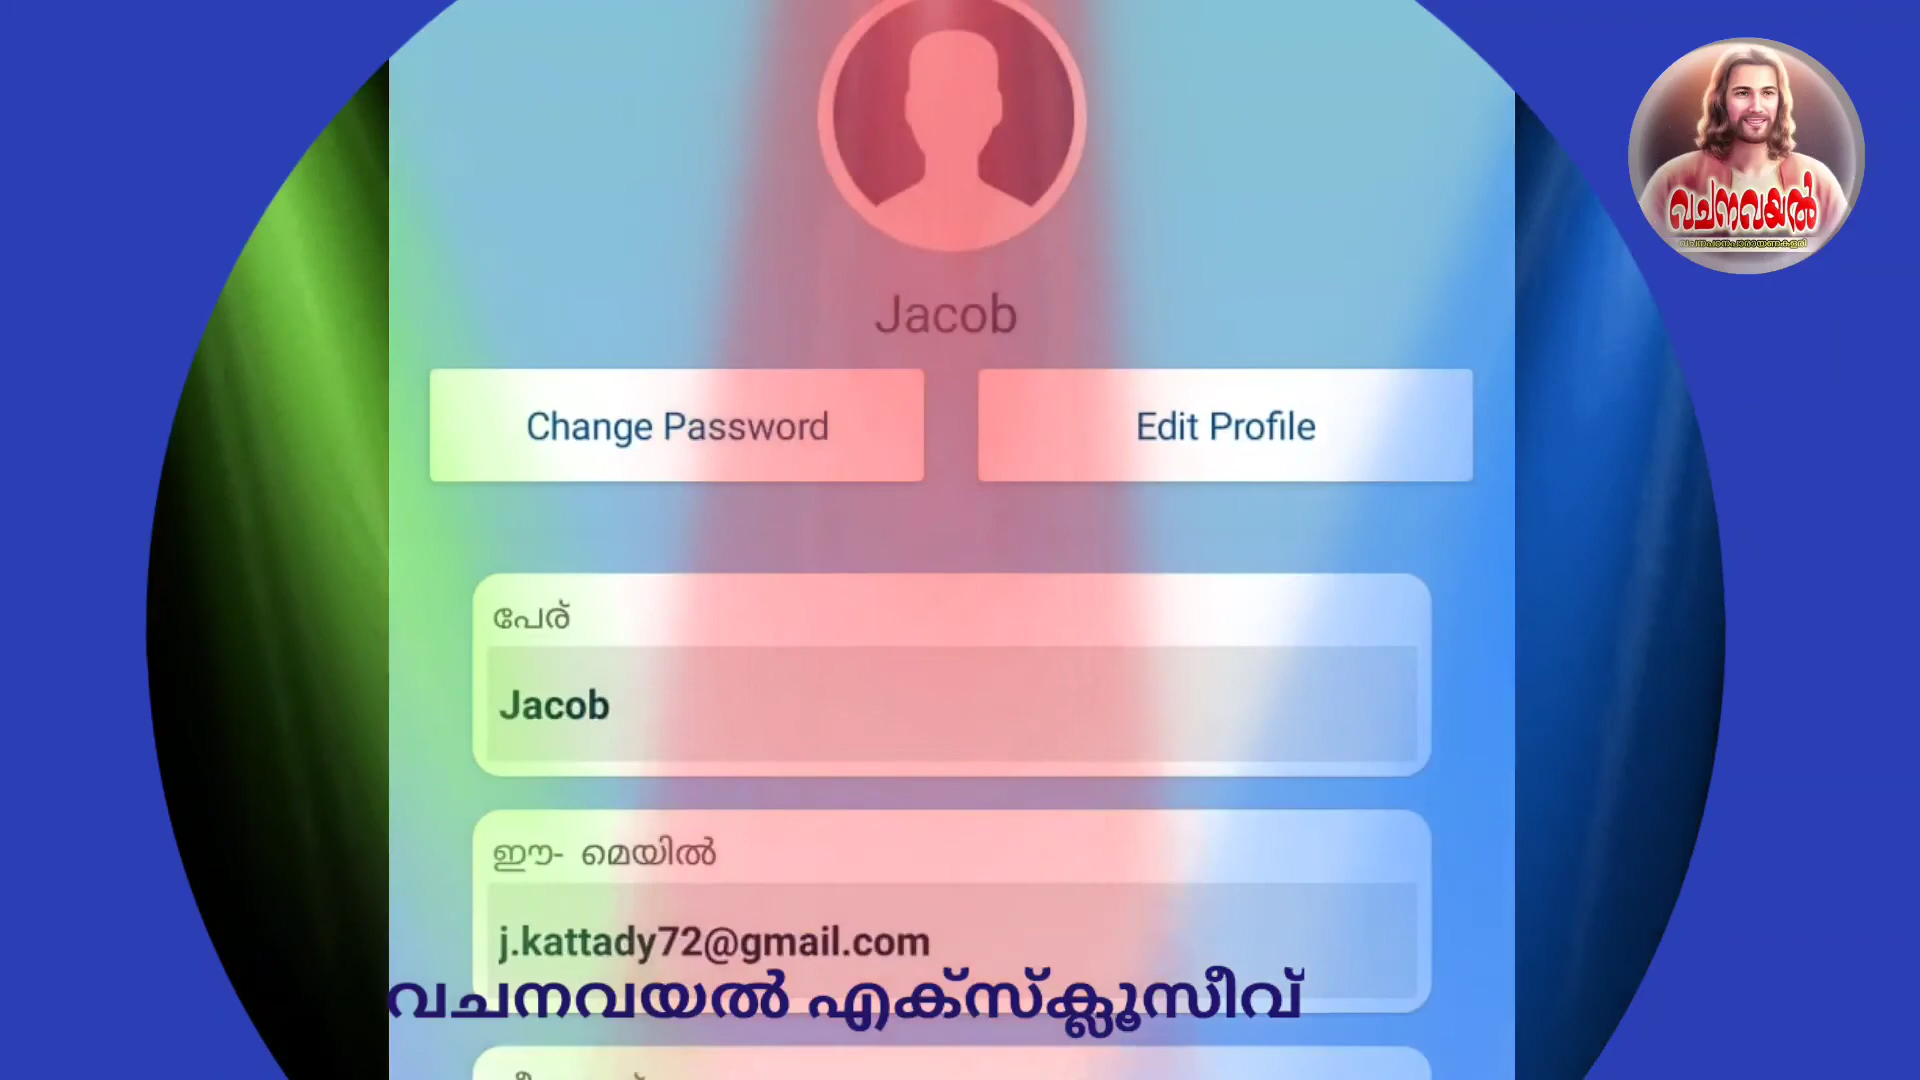 വചനവയൽ
Jacob
Change Password
Edit Profile
പേര്
Jacob
ഈ- മെയിൽ
j.kattady72@gmail.com
വചനവയൽ എക്സ്ക്ലൂസീവ്